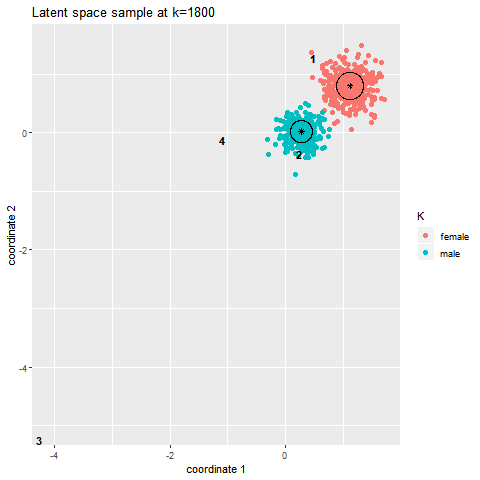 Latent space sample at k=1800
1
0
4
2
-2
-4
3
-4
-2
0
coordinate 1
coordinate 2
K
female
male